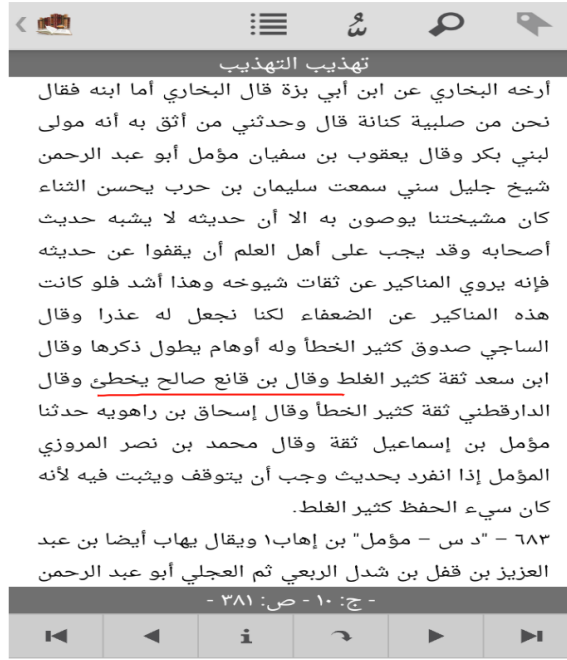 تهذيب التهذيب
أرخه البخاري عن ابن أبي بزة قال البخاري أما ابنه فقال
نحن من صلبية كنانة قال وحدثني من أثق به أنه مولى
لبني بكر وقال يعقوب بن سفيان مؤمل أبو عبد الرحمن
شيخ جليل سني سمعت سليمان بن حرب يحسن الثناء
كان مشيختنا يوصون به الا أن حديثه لا يشبه حديث
أصحابه وقد يجب على أهل العلم أن يقفوا عن حديثه
فإنه يروي المناكير عن ثقات شيوخه وهذا أشد فلو كانت
هذه المناكير عن الضعفاء لكنا نجعل له عذرا وقال
الساجي صدوق كثير الخطأ وله أوهام يطول ذكرها وقال
ابن سعد ثقة كثير الغلط وقال بن قانع صالح يخطئ وقال
الدارقطني ثقة كثير الخطأ وقال إسحاق بن راهويه حدثنا
مؤمل بن إسماعيل ثقة وقال محمد بن نصر المروزي
المؤمل إذا انفرد بحديث وجب أن يتوقف ويثبت فيه لأنه
كان سيء الحفظ كثير الغلط.
٦٨٣ – "د س – مؤمل" بن إهاب١ ويقال يهاب أيضا بن عبد
العزيز بن قفل بن شدل الربعي ثم العجلي أبو عبد الرحمن
- ج: ١٠ - ص: ٣٨١ -